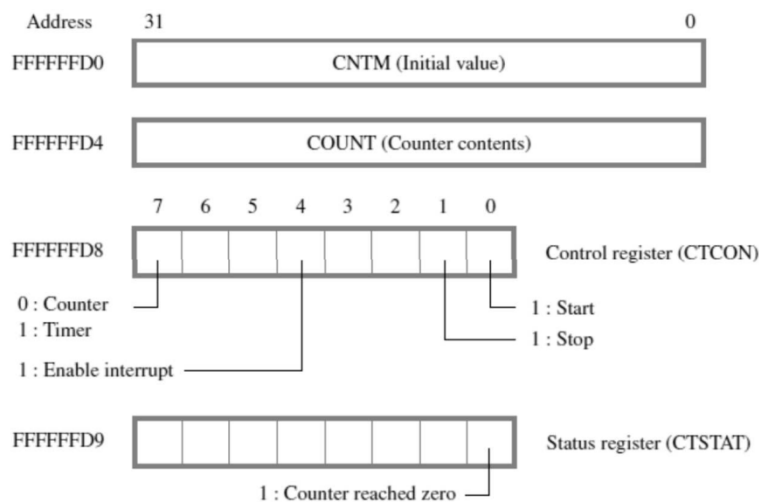 Address 31 0
FFFFFFD0 CNTM (Initial value)
FFFFFFD4 COUNT (Counter contents)
7 6 5 4 3 2 1 0
FFFFFFD8 Control register (CTCON)
0 : Counter 1 : Start
1 : Timer 1 : Stop
1 : Enable interrupt
FFFFFFD9 Status register (CTSTAT)
1 : Counter reached zero